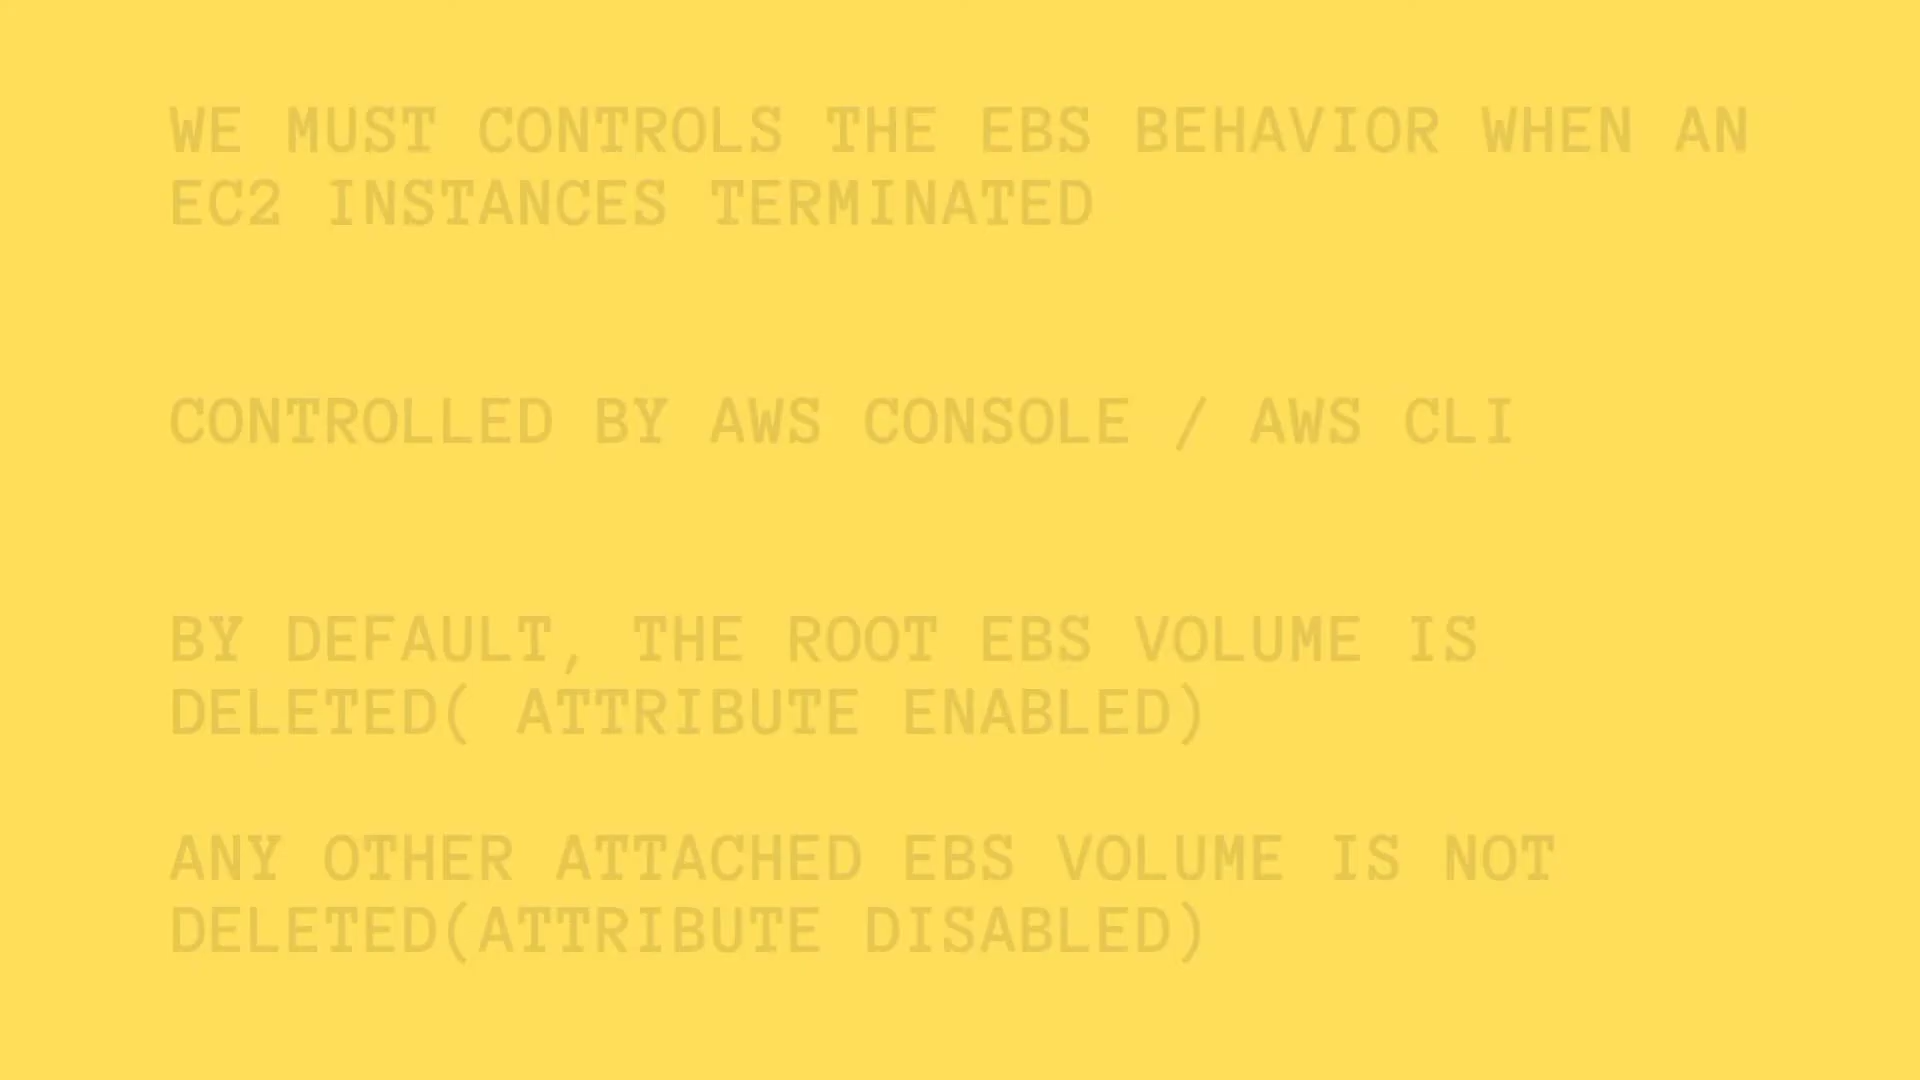 WE MUST CONTROLS THE EBS BEHAVIOR WHEN AN
EC2 INSTANCES TERMINATED
CONTROLLED BY AWS CONSOLE / AWS CLI
BY DEFAULT, THE ROOT EBS VOLUME IS
DELETED( ATTRIBUTE ENABLED)
ANY OTHER ATTACHED EBS VOLUME IS NOT
DELETED(ATTRIBUTE DISABLED)